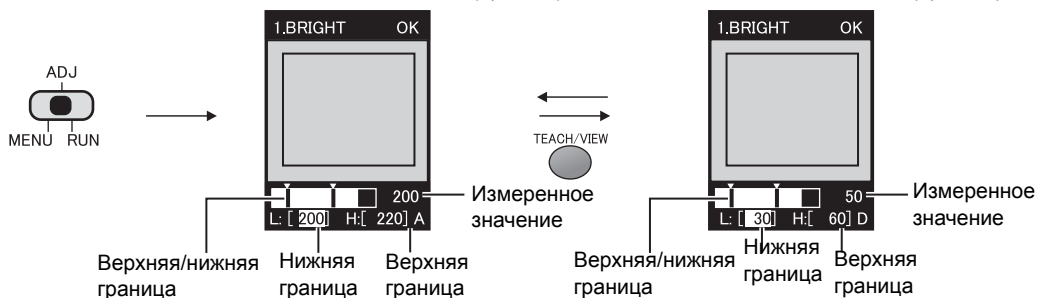 1.BRIGHT OK
ADJ
MENU RUN
200
L: [ 200] H:[ 220] A
Измеренное
значение
Верхняя/нижняя
граница
Нижняя
граница
Верхняя
граница
TEACH/VIEW
1.BRIGHT OK
50
L: [ 30] H:[ 60] D
Измеренное
значение
Верхняя/нижняя
граница
Нижняя
граница
Верхняя
граница